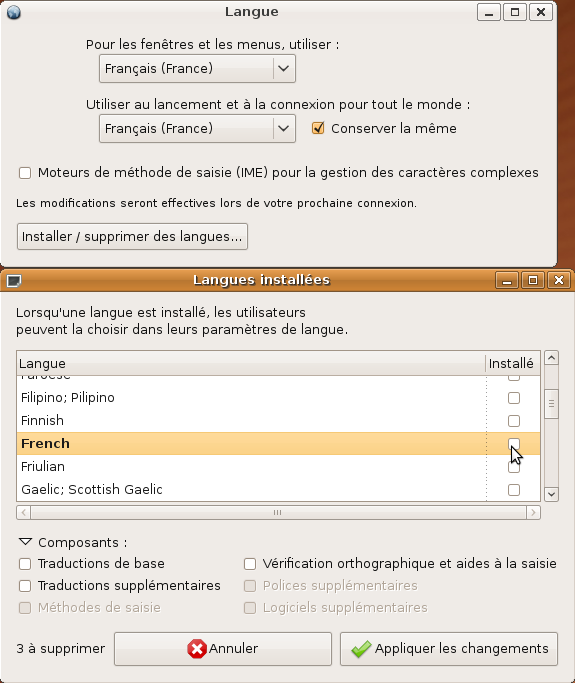 Langue
Pour les fenêtres et les menus, utiliser :
Français (France)
Utiliser au lancement et à la connexion pour tout le monde :
Français (France)
Conserver la même
Moteurs de méthode de saisie (IME) pour la gestion des caractères complexes
Les modifications seront effectives lors de votre prochaine connexion.
Installer / supprimer des langues...
Langues installées
Lorsqu'une langue est installé, les utilisateurs
peuvent la choisir dans leurs paramètres de langue.
Langue Installé
Faroese
Filipino; Pilipino
Finnish
French
Friulian
Gaelic; Scottish Gaelic
Composants :
Traductions de base Vérification orthographique et aides à la saisie
Traductions supplémentaires Polices supplémentaires
Méthodes de saisie Logiciels supplémentaires
3 à supprimer Annuler Appliquer les changements